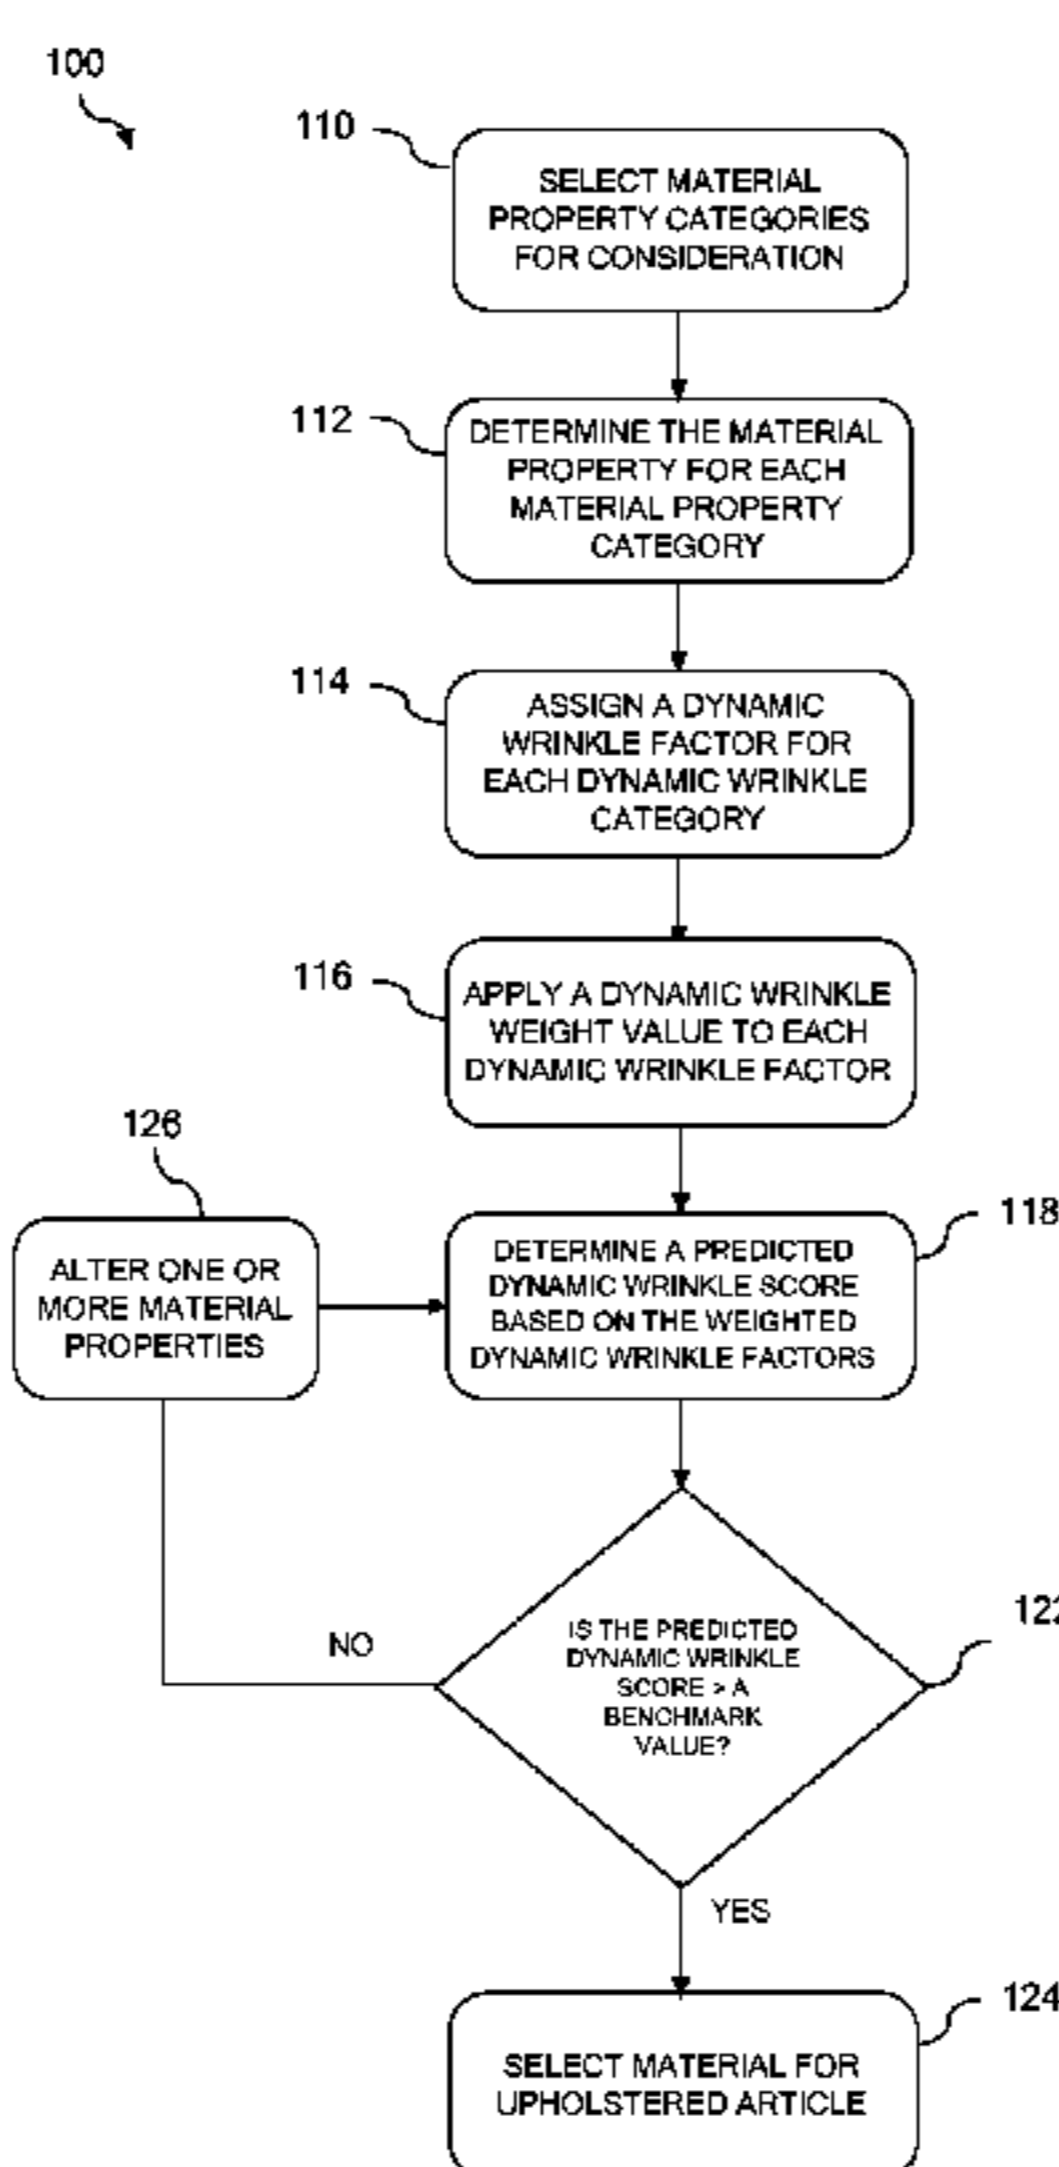 100
110
SELECT MATERIAL
PROPERTY CATEGORIES
FOR CONSIDERATION
112
DETERMINE THE MATERIAL
PROPERTY FOR EACH
MATERIAL PROPERTY
CATEGORY
114
ASSIGN A DYNAMIC
WRINKLE FACTOR FOR
EACH DYNAMIC WRINKLE
CATEGORY
116
APPLY A DYNAMIC WRINKLE
WEIGHT VALUE TO EACH
DYNAMIC WRINKLE FACTOR
126
ALTER ONE OR
MORE MATERIAL
PROPERTIES
118
DETERMINE A PREDICTED
DYNAMIC WRINKLE SCORE
BASED ON THE WEIGHTED
DYNAMIC WRINKLE FACTORS
122
NO
IS THE PREDICTED
DYNAMIC WRINKLE
SCORE > A
BENCHMARK
VALUE?
YES
124
SELECT MATERIAL FOR
UPHOLSTERED ARTICLE